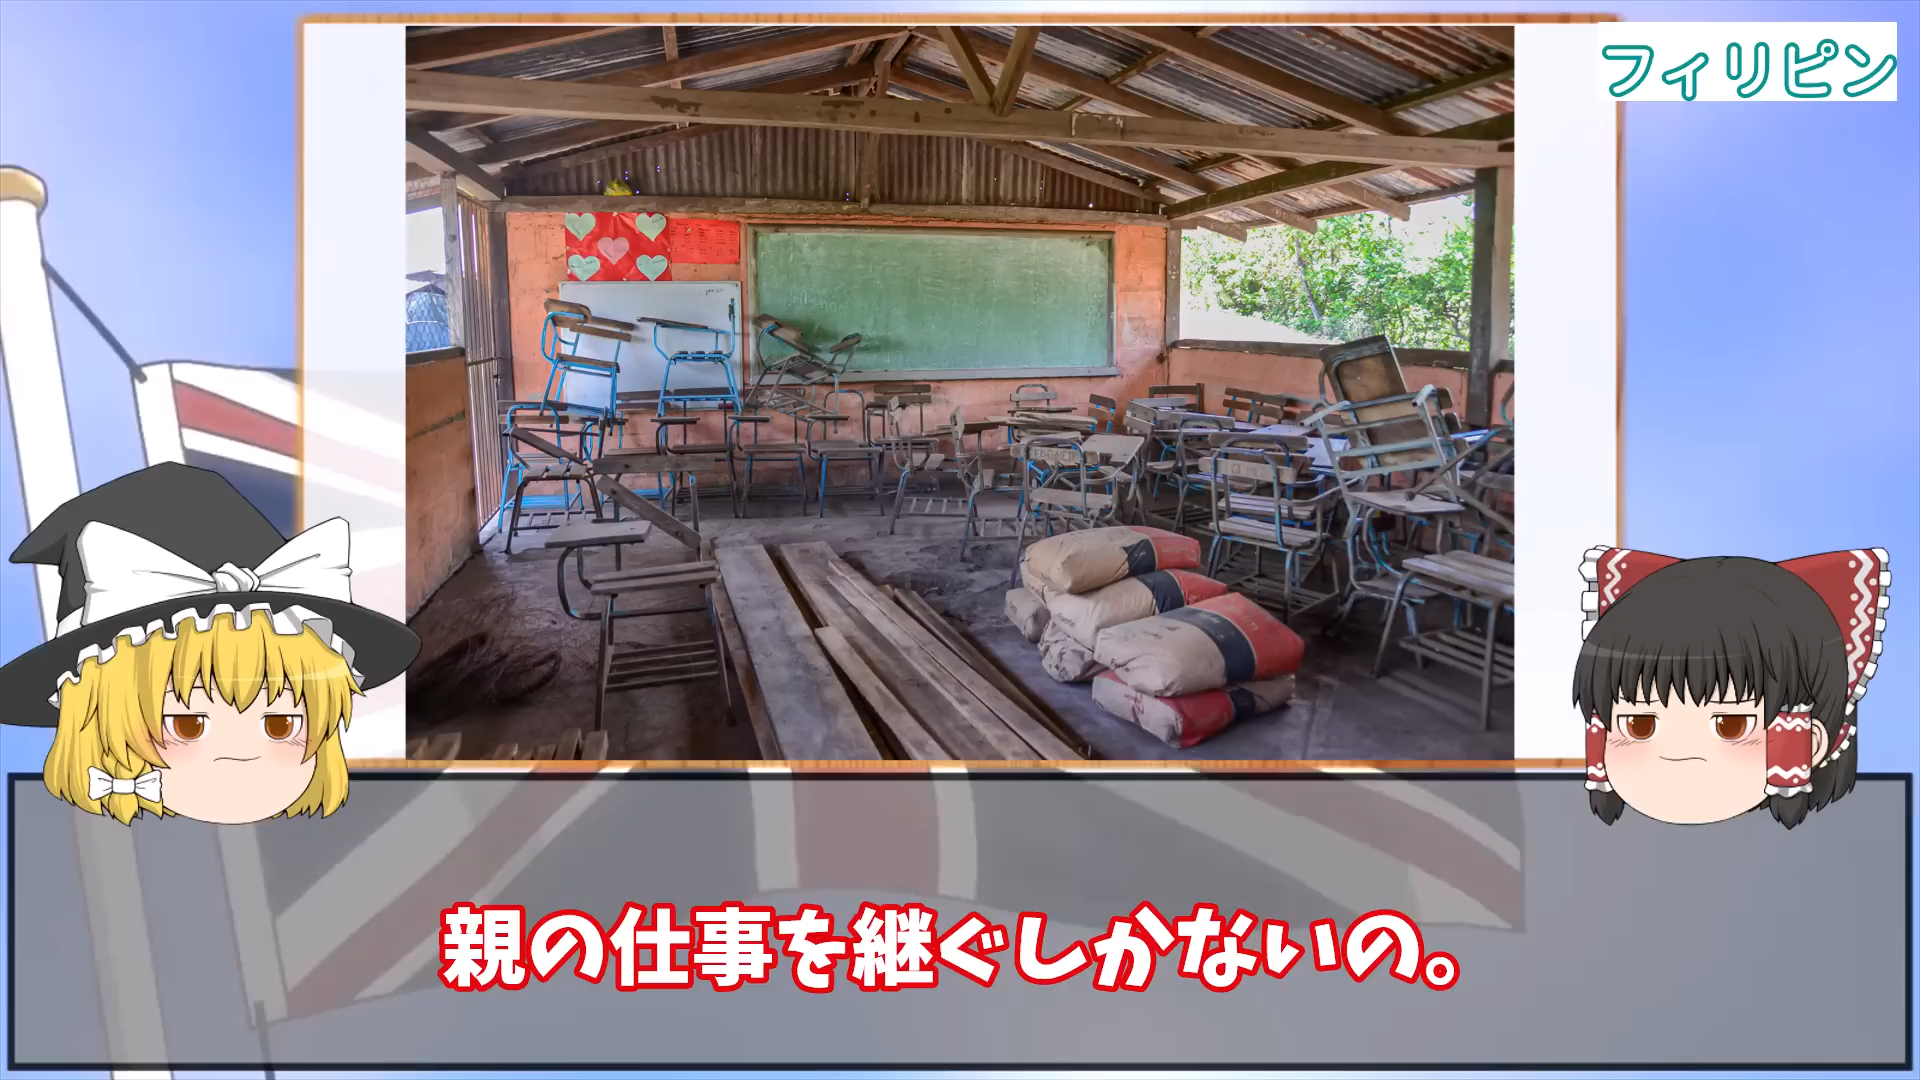 フィリピン
親の仕事を継ぐしかないの。